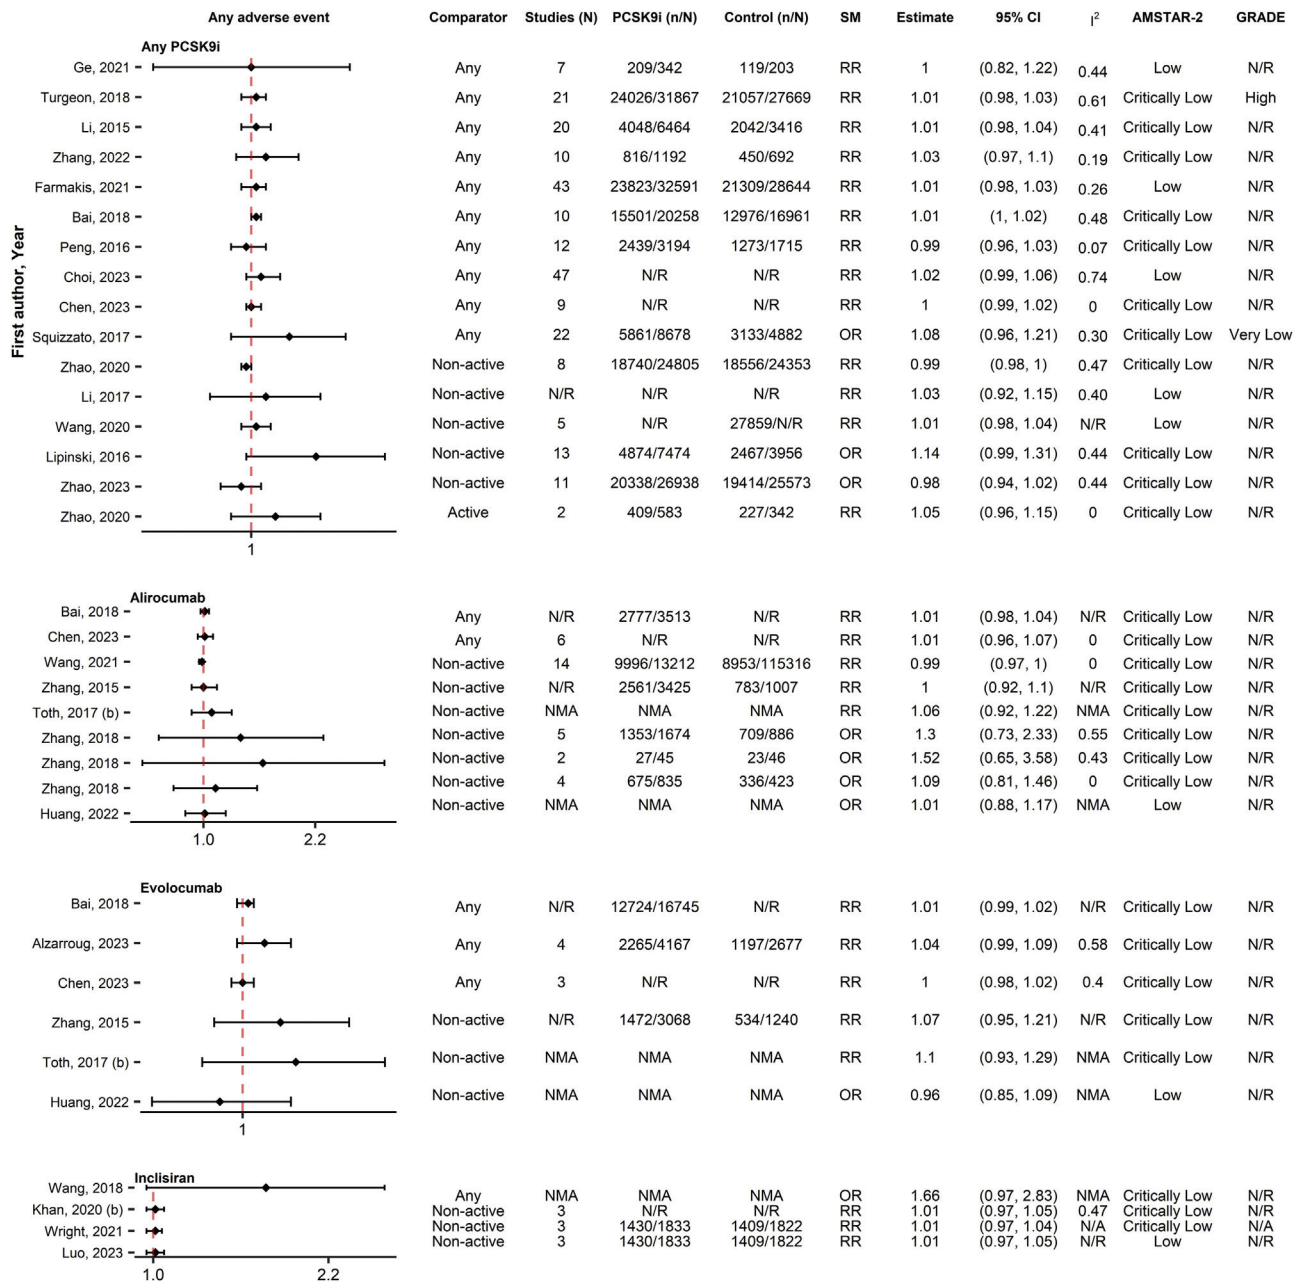 Any adverse event Comparator Studies (N) PCSK9i (n/N) Control (n/N) SM Estimate 95% CI I² AMSTAR-2 GRADE
First author, Year
Any PCSK9i
Ge, 2021 Any 7 209/342 119/203 RR 1 (0.82, 1.22) 0.44 Low N/R
Turgeon, 2018 Any 21 24026/31867 21057/27669 RR 1.01 (0.98, 1.03) 0.61 Critically Low High
Li, 2015 Any 20 4048/6464 2042/3416 RR 1.01 (0.98, 1.04) 0.41 Critically Low N/R
Zhang, 2022 Any 10 816/1192 450/692 RR 1.03 (0.97, 1.1) 0.19 Critically Low N/R
Farmakis, 2021 Any 43 23823/32591 21309/28644 RR 1.01 (0.98, 1.03) 0.26 Low N/R
Bai, 2018 Any 10 15501/20258 12976/16961 RR 1.01 (1, 1.02) 0.48 Critically Low N/R
Peng, 2016 Any 12 2439/3194 1273/1715 RR 0.99 (0.96, 1.03) 0.07 Critically Low N/R
Choi, 2023 Any 47 N/R N/R RR 1.02 (0.99, 1.06) 0.74 Low N/R
Chen, 2023 Any 9 N/R N/R RR 1 (0.99, 1.02) 0 Critically Low N/R
Squizzato, 2017 Any 22 5861/8678 3133/4882 OR 1.08 (0.96, 1.21) 0.30 Critically Low Very Low
Zhao, 2020 Non-active 8 18740/24805 18556/24353 RR 0.99 (0.98, 1) 0.47 Critically Low N/R
Li, 2017 Non-active N/R N/R N/R RR 1.03 (0.92, 1.15) 0.40 Low N/R
Wang, 2020 Non-active 5 N/R 27859/N/R RR 1.01 (0.98, 1.04) N/R Low N/R
Lipinski, 2016 Non-active 13 4874/7474 2467/3956 OR 1.14 (0.99, 1.31) 0.44 Critically Low N/R
Zhao, 2023 Non-active 11 20338/26938 19414/25573 OR 0.98 (0.94, 1.02) 0.44 Critically Low N/R
Zhao, 2020 Active 2 409/583 227/342 RR 1.05 (0.96, 1.15) 0 Critically Low N/R
1
Alirocumab
Bai, 2018 Any N/R 2777/3513 N/R RR 1.01 (0.98, 1.04) N/R Critically Low N/R
Chen, 2023 Any 6 N/R N/R RR 1.01 (0.96, 1.07) 0 Critically Low N/R
Wang, 2021 Non-active 14 9996/13212 8953/115316 RR 0.99 (0.97, 1) 0 Critically Low N/R
Zhang, 2015 Non-active N/R 2561/3425 783/1007 RR 1 (0.92, 1.1) N/R Critically Low N/R
Toth, 2017 (b) Non-active NMA NMA NMA RR 1.06 (0.92, 1.22) NMA Critically Low N/R
Zhang, 2018 Non-active 5 1353/1674 709/886 OR 1.3 (0.73, 2.33) 0.55 Critically Low N/R
Zhang, 2018 Non-active 2 27/45 23/46 OR 1.52 (0.65, 3.58) 0.43 Critically Low N/R
Zhang, 2018 Non-active 4 675/835 336/423 OR 1.09 (0.81, 1.46) 0 Critically Low N/R
Huang, 2022 Non-active NMA NMA NMA OR 1.01 (0.88, 1.17) NMA Low N/R
1.0 2.2
Evolocumab
Bai, 2018 Any N/R 12724/16745 N/R RR 1.01 (0.99, 1.02) N/R Critically Low N/R
Alzarroug, 2023 Any 4 2265/4167 1197/2677 RR 1.04 (0.99, 1.09) 0.58 Critically Low N/R
Chen, 2023 Any 3 N/R N/R RR 1 (0.98, 1.02) 0.4 Critically Low N/R
Zhang, 2015 Non-active N/R 1472/3068 534/1240 RR 1.07 (0.95, 1.21) N/R Critically Low N/R
Toth, 2017 (b) Non-active NMA NMA NMA RR 1.1 (0.93, 1.29) NMA Critically Low N/R
Huang, 2022 Non-active NMA NMA NMA OR 0.96 (0.85, 1.09) NMA Low N/R
1
Inclisiran
Wang, 2018 Any NMA NMA NMA OR 1.66 (0.97, 2.83) NMA Critically Low N/R
Khan, 2020 (b) Non-active 3 N/R N/R RR 1.01 (0.97, 1.05) 0.47 Critically Low N/R
Wright, 2021 Non-active 3 1430/1833 1409/1822 RR 1.01 (0.97, 1.04) N/A Critically Low N/A
Luo, 2023 Non-active 3 1430/1833 1409/1822 RR 1.01 (0.97, 1.05) N/R Low N/R
1.0 2.2